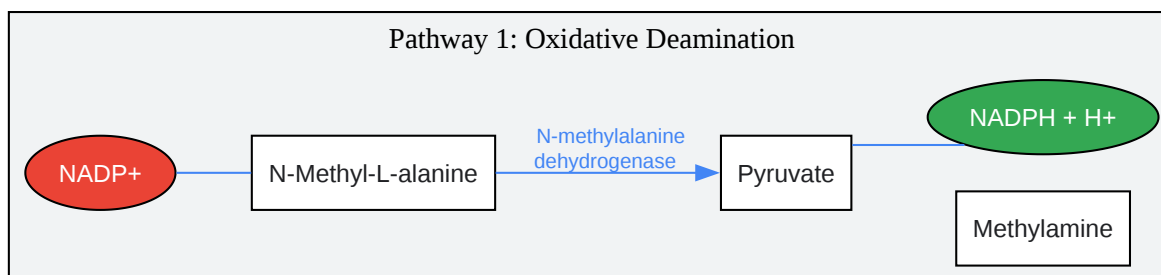 Pathway 1: Oxidative Deamination
NADP+
N-Methyl-L-alanine
N-methylalanine
dehydrogenase
Pyruvate
NADPH + H+
Methylamine